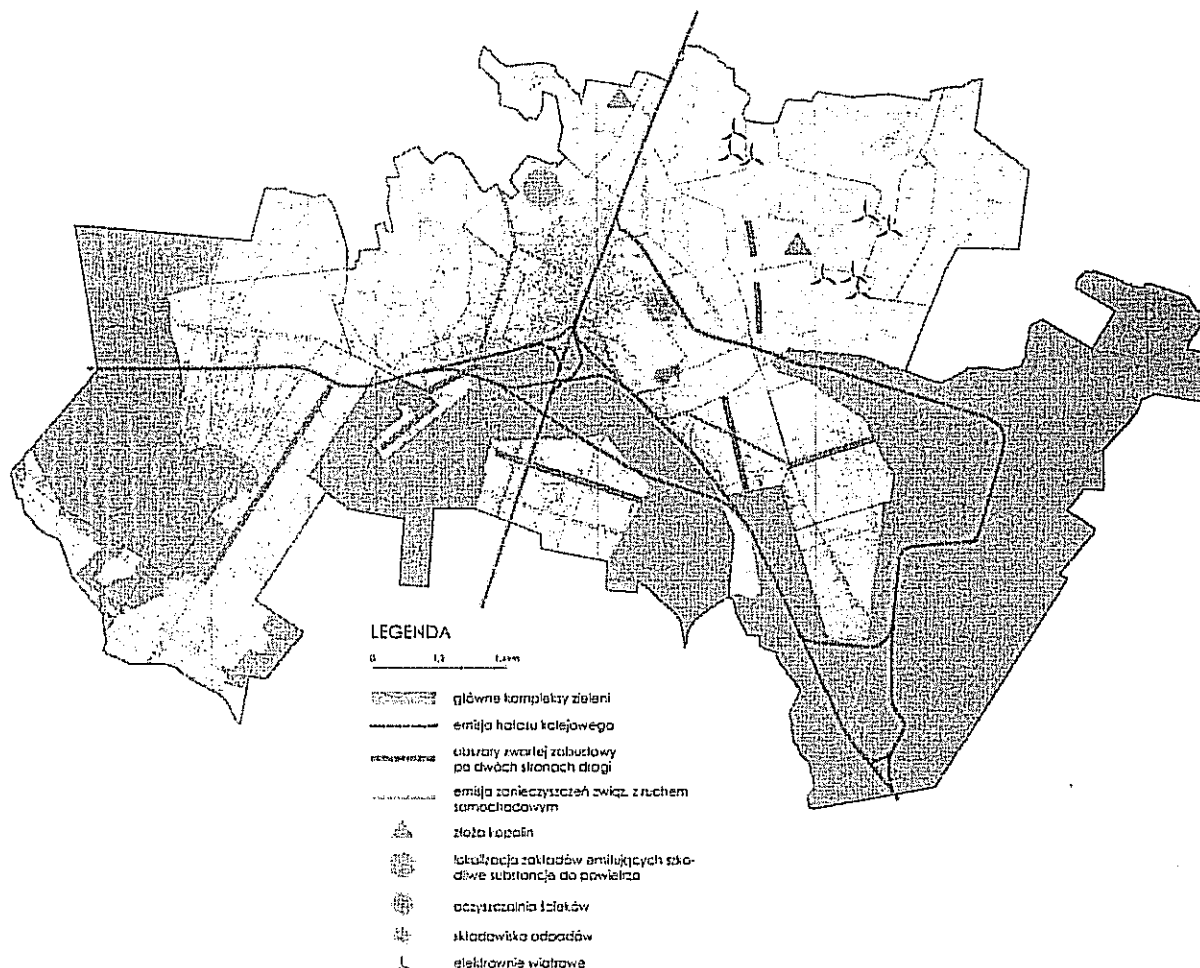 LEGENDA
0 1,2
główne kompleksy zieleni
emisja hałasu kolejowego
obszary zwartej zabudowy
po dwóch stronach drogi
emisja zanieczyszczeń związ. z ruchem
samochodowym
złoża kopalin
lokalizacja zakładów emitujących szko-
dliwe substancje do powietrza
oczyszczalnia ścieków
składowiska odpadów
elektrownie wiatrowe